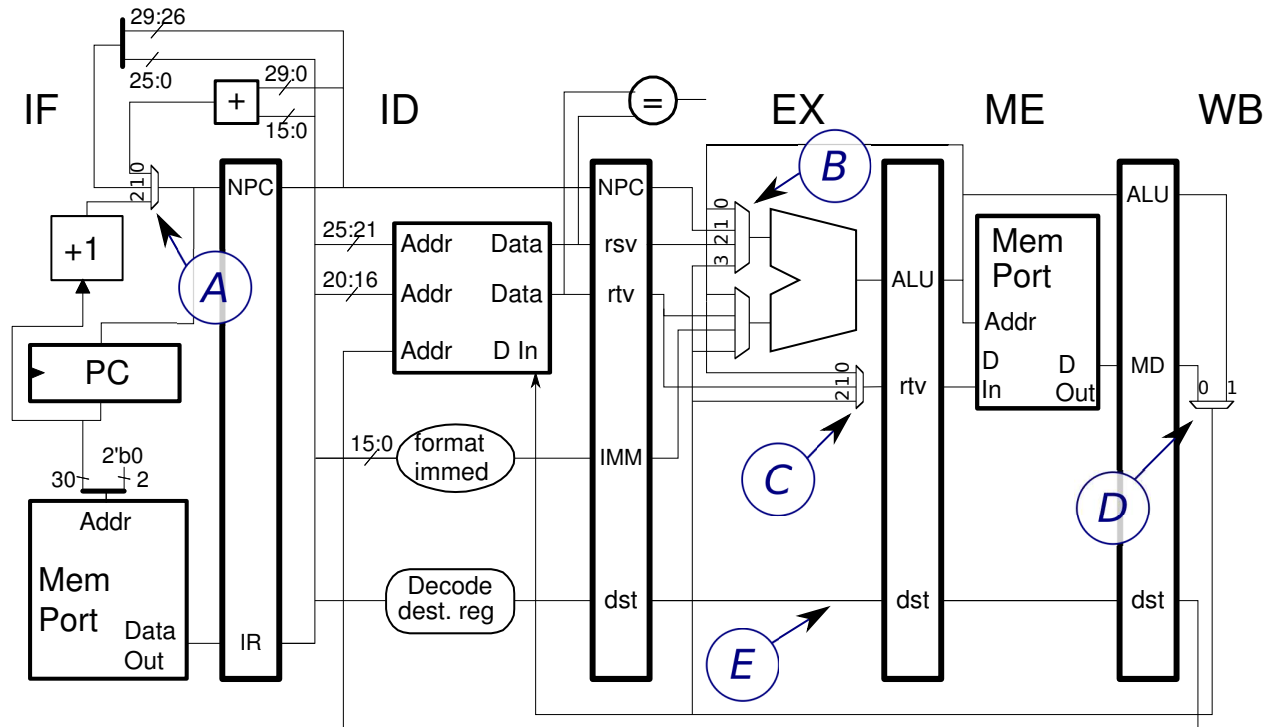 29:26
25:0
29:0
15:0
+
=
IF
ID
EX
ME
WB
2 1 0
+1
A
PC
30
2'b0
2
Addr
Mem
Port
Data
Out
NPC
IR
25:21
20:16
Addr
Data
Addr
Data
Addr
D In
15:0
format
immed
Decode
dest. reg
NPC
rsv
rtv
IMM
dst
0
1
2
3
B
2 1 0
C
E
ALU
rtv
dst
Mem
Port
Addr
D
In
D
Out
ALU
MD
dst
0
1
D